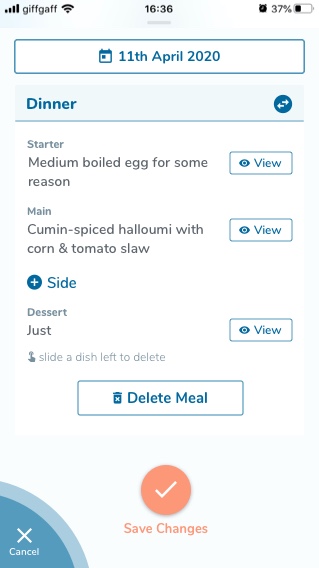 giffgaff
16:36
37%
11th April 2020
Dinner
Starter
Medium boiled egg for some
reason
View
Main
Cumin-spiced halloumi with
corn & tomato slaw
View
Side
Dessert
Just
View
slide a dish left to delete
Delete Meal
Save Changes
Cancel